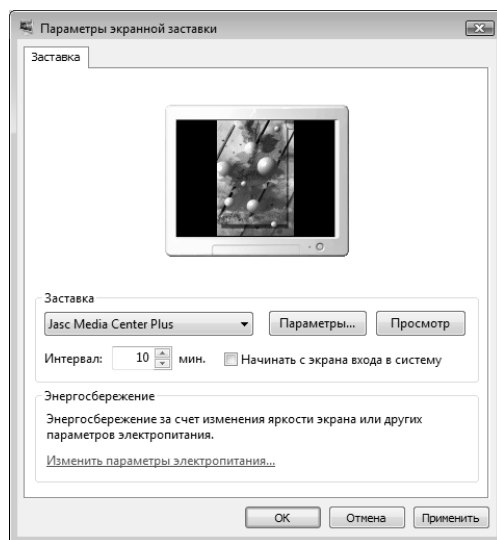 Параметры экранной заставки
Заставка
Заставка
Jasc Media Center Plus
Параметры...
Просмотр
Интервал: 10 мин.
Начинать с экрана входа в систему
Энергосбережение
Энергосбережение за счет изменения яркости экрана или других
параметров электропитания.
Изменить параметры электропитания...
OK
Отмена
Применить